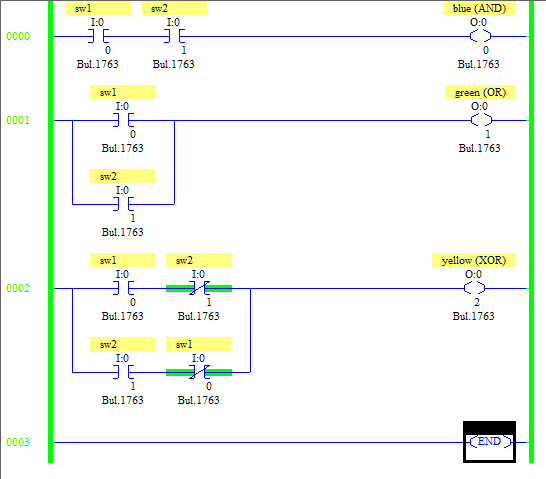 sw1 sw2 blue (AND)
I:0 I:0 O:0
0000
0 1 0
Bul.1763 Bul.1763 Bul.1763
sw1 green (OR)
I:0 O:0
0001
0 1
Bul.1763 Bul.1763
sw2
I:0
1
Bul.1763
sw1 sw2 yellow (XOR)
I:0 I:0 O:0
0002
0 1 2
Bul.1763 Bul.1763 Bul.1763
sw2 sw1
I:0 I:0
1 0
Bul.1763 Bul.1763
0003 END